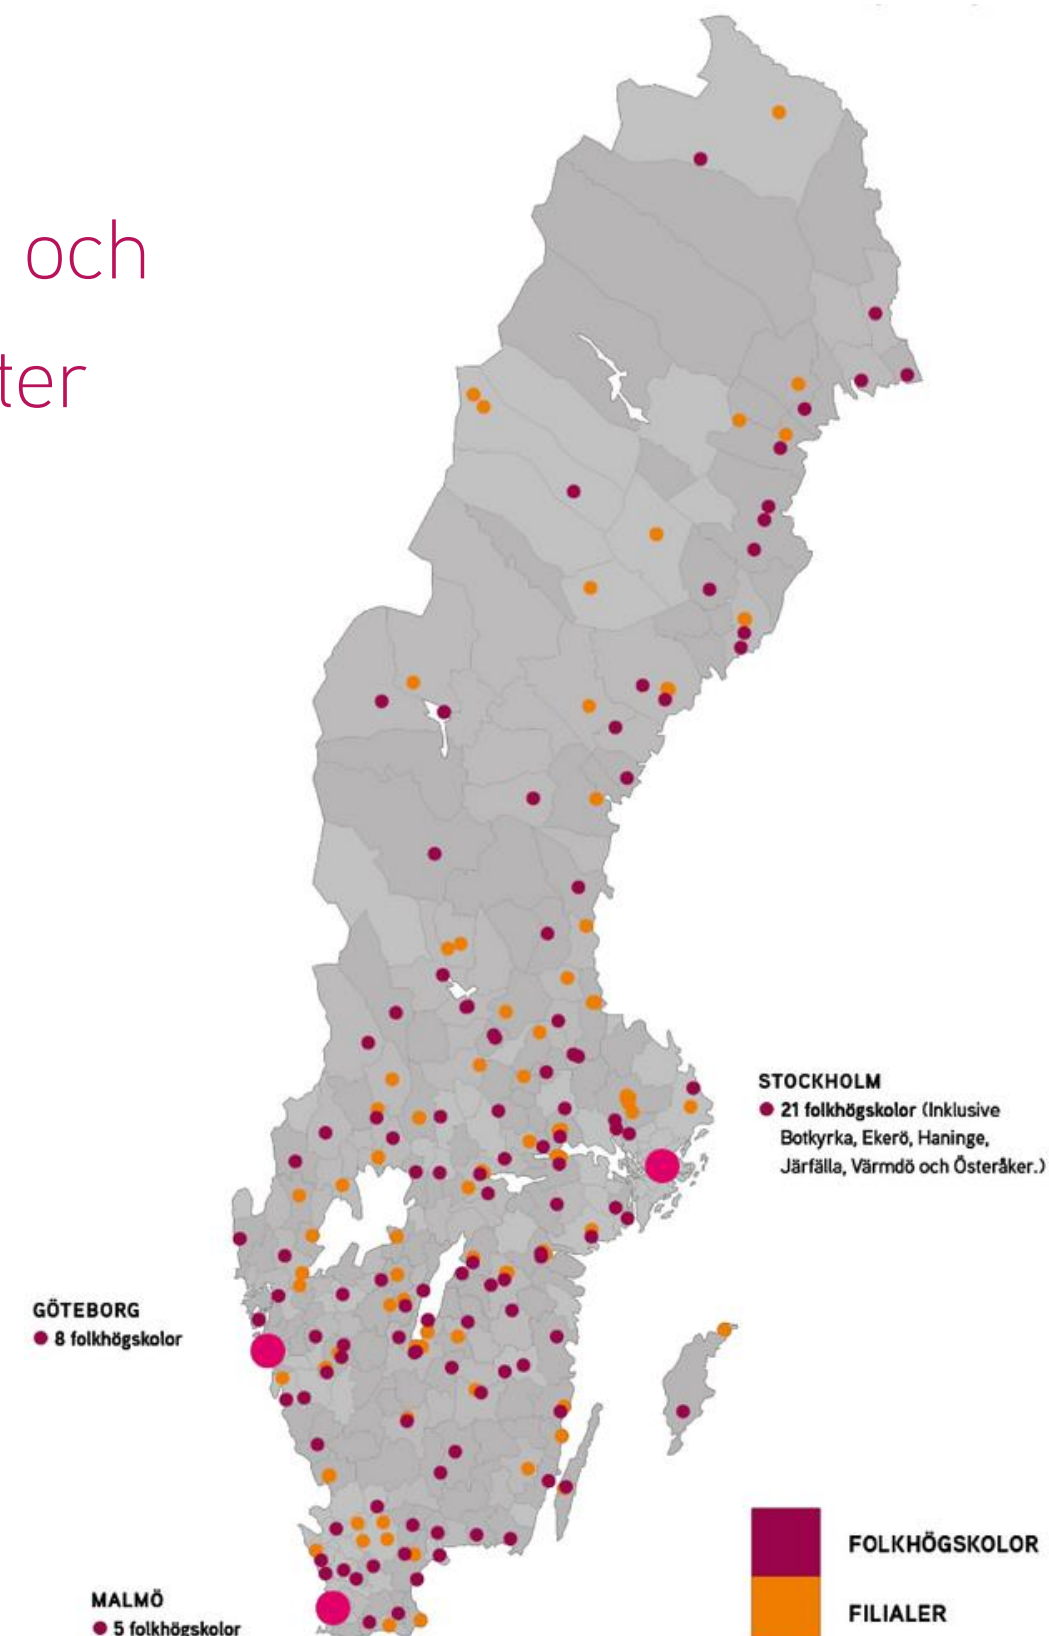 och
ter
STOCKHOLM
21 folkhögskolor (Inklusive
Botkyrka, Ekerö, Haninge,
Järfälla, Värmdö och Österåker.)
GÖTEBORG
8 folkhögskolor
MALMÖ
5 folkhögskolor
FOLKHÖGSKOLOR
FILIALER